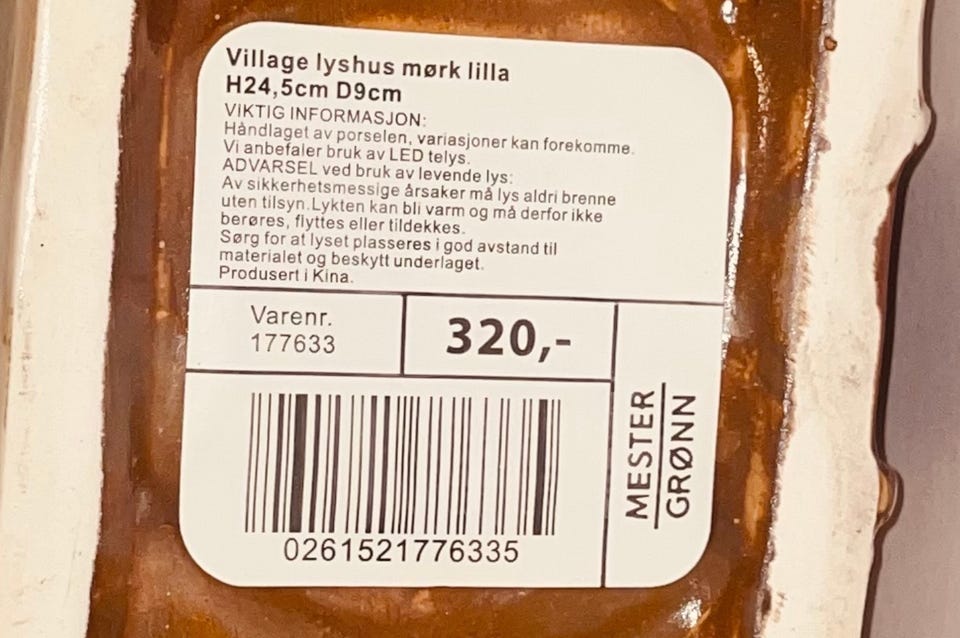 Village lyshus mørk lilla
H24,5cm D9cm
VIKTIG INFORMASJON:
Håndlaget av porselen, variasjoner kan forekomme.
Vi anbefaler bruk av LED telys.
ADVARSEL ved bruk av levende lys:
Av sikkerhetsmessige årsaker må lys aldri brenne
uten tilsyn.Lykten kan bli varm og må derfor ikke
berøres, flyttes eller tildekkes.
Sørg for at lyset plasseres i god avstand til
materialet og beskytt underlaget.
Produsert i Kina.
Varenr.
177633
320,-
0261521776335
MESTER
GRØNN